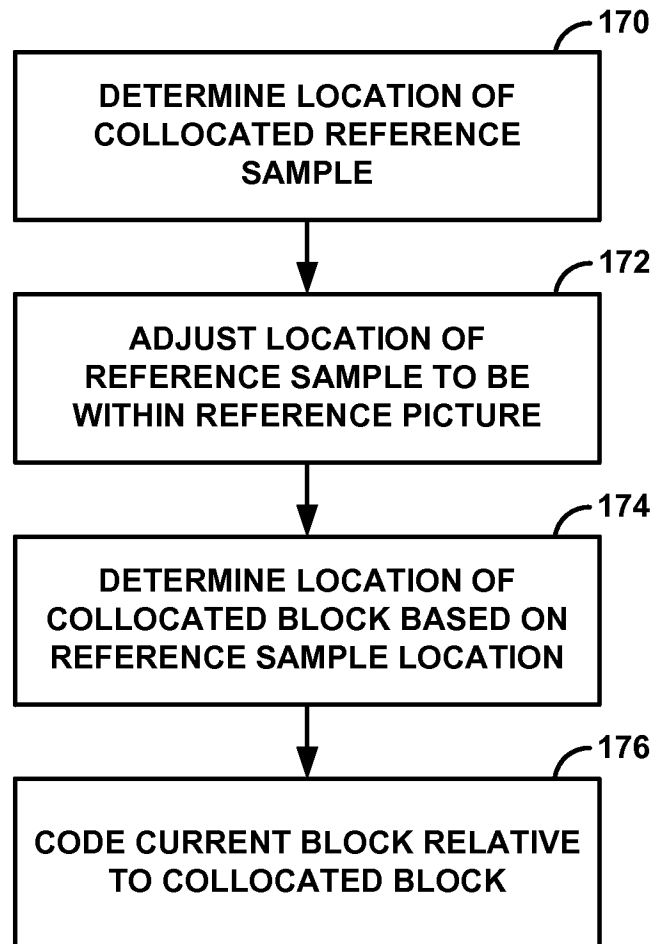 170
DETERMINE LOCATION OF
COLLOCATED REFERENCE
SAMPLE
172
ADJUST LOCATION OF
REFERENCE SAMPLE TO BE
WITHIN REFERENCE PICTURE
174
DETERMINE LOCATION OF
COLLOCATED BLOCK BASED ON
REFERENCE SAMPLE LOCATION
176
CODE CURRENT BLOCK RELATIVE
TO COLLOCATED BLOCK